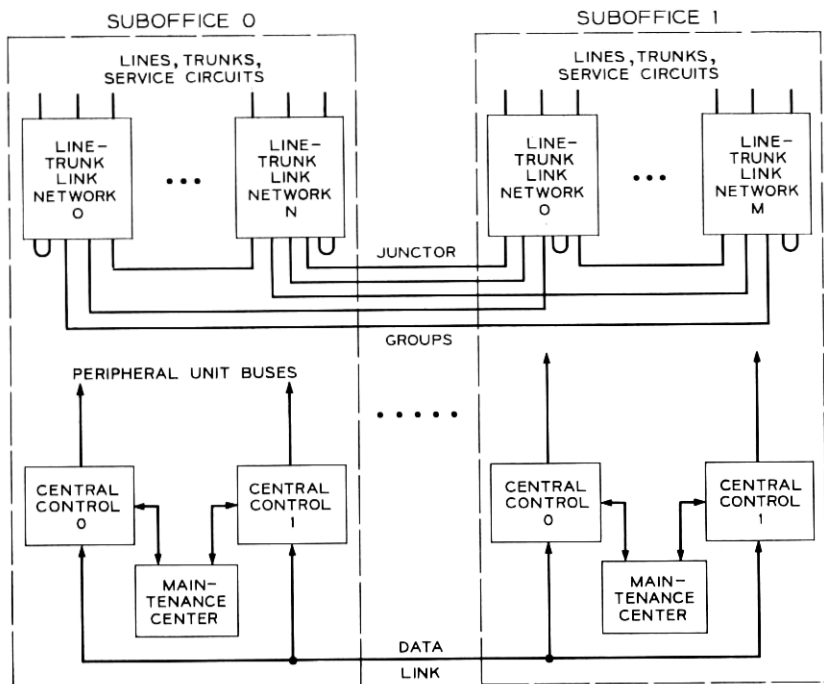 SUBOFFICE 0
SUBOFFICE 1
LINES, TRUNKS,
SERVICE CIRCUITS
LINES, TRUNKS,
SERVICE CIRCUITS
LINE-
TRUNK
LINK
NETWORK
0
LINE-
TRUNK
LINK
NETWORK
N
LINE-
TRUNK
LINK
NETWORK
0
LINE-
TRUNK
LINK
NETWORK
M
JUNCTOR
GROUPS
PERIPHERAL UNIT BUSES
CENTRAL
CONTROL
0
CENTRAL
CONTROL
1
CENTRAL
CONTROL
0
CENTRAL
CONTROL
1
MAIN-
TENANCE
CENTER
MAIN-
TENANCE
CENTER
DATA
LINK